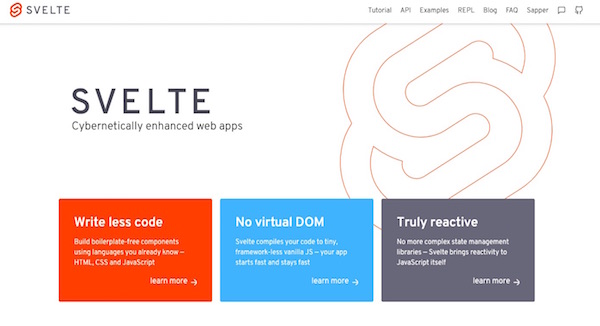 SVELTE
Tutorial API Examples REPL Blog FAQ Sapper
SVELTE
Cybernetically enhanced web apps
Write less code
Build boilerplate-free components
using languages you already know —
HTML, CSS and JavaScript
learn more →
No virtual DOM
Svelte compiles your code to tiny,
framework-less vanilla JS — your app
starts fast and stays fast
learn more →
Truly reactive
No more complex state management
libraries — Svelte brings reactivity to
JavaScript itself
learn more →